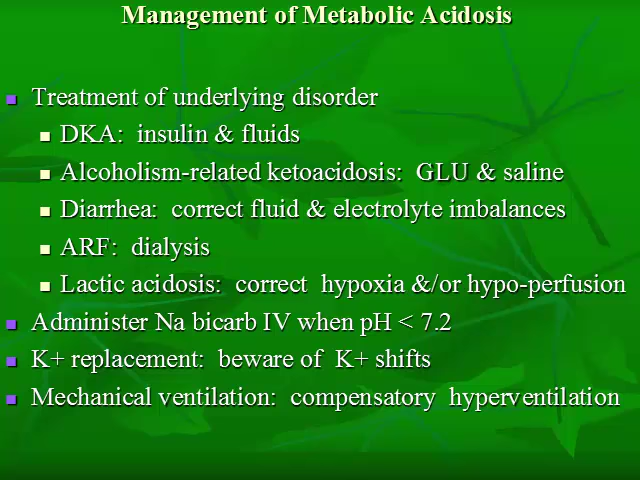 Management of Metabolic Acidosis
Treatment of underlying disorder
DKA: insulin & fluids
Alcoholism-related ketoacidosis: GLU & saline
Diarrhea: correct fluid & electrolyte imbalances
ARF: dialysis
Lactic acidosis: correct hypoxia &/or hypo-perfusion
Administer Na bicarb IV when pH < 7.2
K+ replacement: beware of K+ shifts
Mechanical ventilation: compensatory hyperventilation